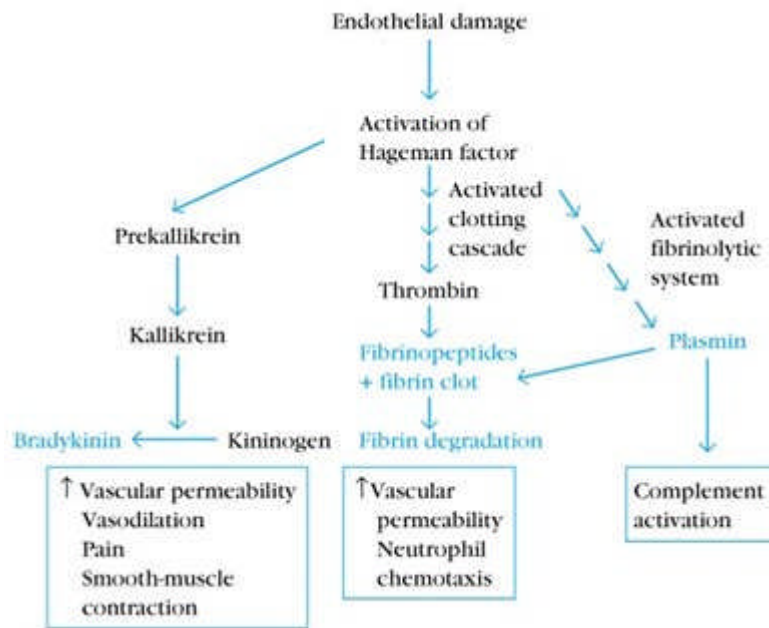 Endothelial damage
Activation of
Hageman factor
Activated
clotting
cascade
Activated
fibrinolytic
system
Prekallikrein
Thrombin
Kallikrein
Fibrinopeptides
+ fibrin clot
Plasmin
Bradykinin
Kininogen
Fibrin degradation
↑ Vascular permeability
Vasodilation
Pain
Smooth-muscle
contraction
↑Vascular
permeability
Neutrophil
chemotaxis
Complement
activation